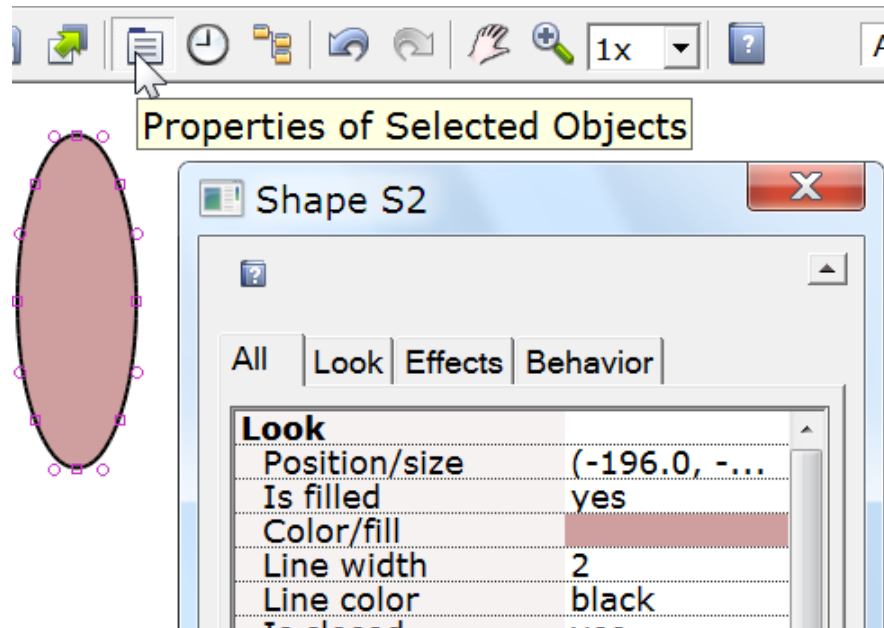 1x
?
A
Properties of Selected Objects
Shape S2
?
All Look Effects Behavior
Look
Position/size (-196.0, -...
Is filled yes
Color/fill
Line width 2
Line color black